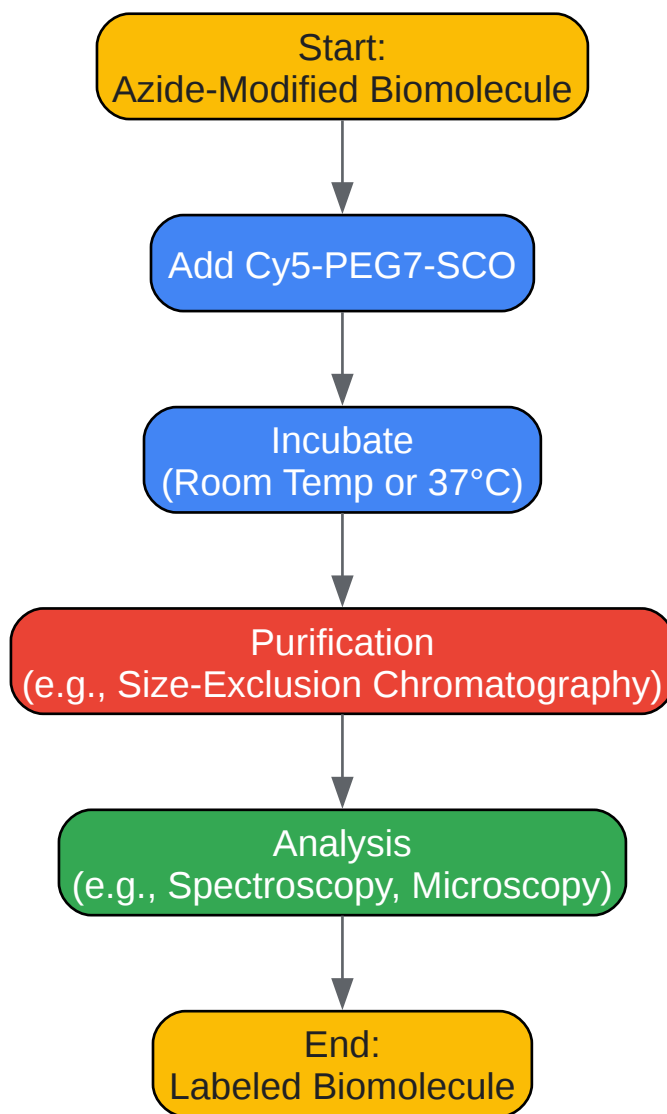 Start:
Azide-Modified Biomolecule
Add Cy5-PEG7-SCO
Incubate
(Room Temp or 37°C)
Purification
(e.g., Size-Exclusion Chromatography)
Analysis
(e.g., Spectroscopy, Microscopy)
End:
Labeled Biomolecule